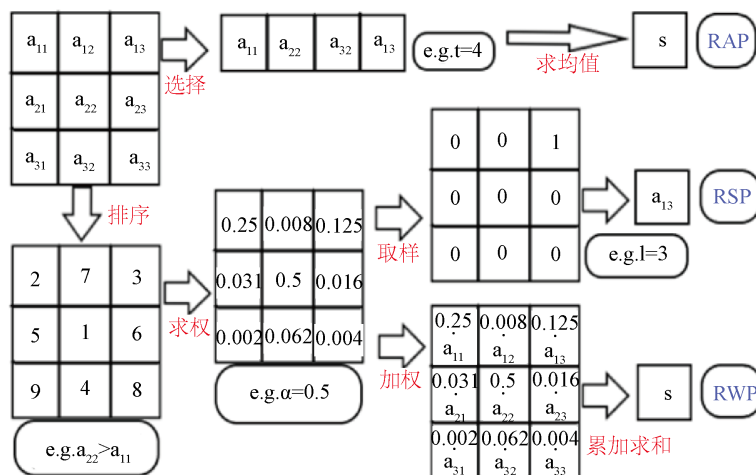 a11 a12 a13
a21 a22 a23
a31 a32 a33
选择
a11 a22 a32 a13
e.g.t=4
求均值
s
RAP
排序
2 7 3
5 1 6
9 4 8
e.g.a22>a11
求权
0.25 0.008 0.125
0.031 0.5 0.016
0.002 0.062 0.004
e.g.α=0.5
取样
0 0 1
0 0 0
0 0 0
e.g.l=3
a13
RSP
加权
0.25 0.008 0.125
· · ·
a11 a12 a13
0.031 0.5 0.016
· · ·
a21 a22 a23
0.002 0.062 0.004
· · ·
a31 a32 a33
累加求和
s
RWP